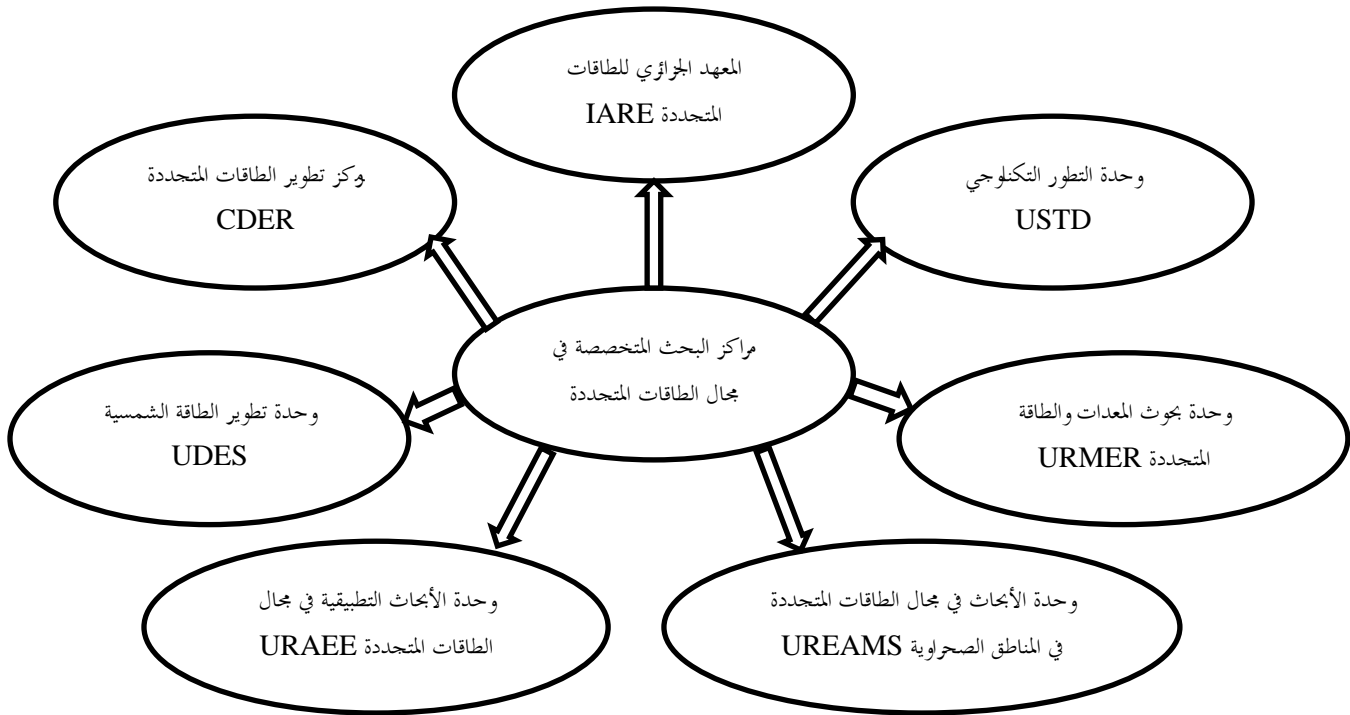 المعهد الجزائري للطاقات
المتجددة IARE
وحدة التطور التكنلوجي
USTD
مركز تطوير الطاقات المتجددة
CDER
مراكز البحث المتخصصة في
مجال الطاقات المتجددة
وحدة بحوث المعدات والطاقة
المتجددة URMER
وحدة تطوير الطاقة الشمسية
UDES
وحدة الأبحاث في مجال الطاقات المتجددة
في المناطق الصحراوية UREAMS
وحدة الأبحاث التطبيقية في مجال
الطاقات المتجددة URAEE